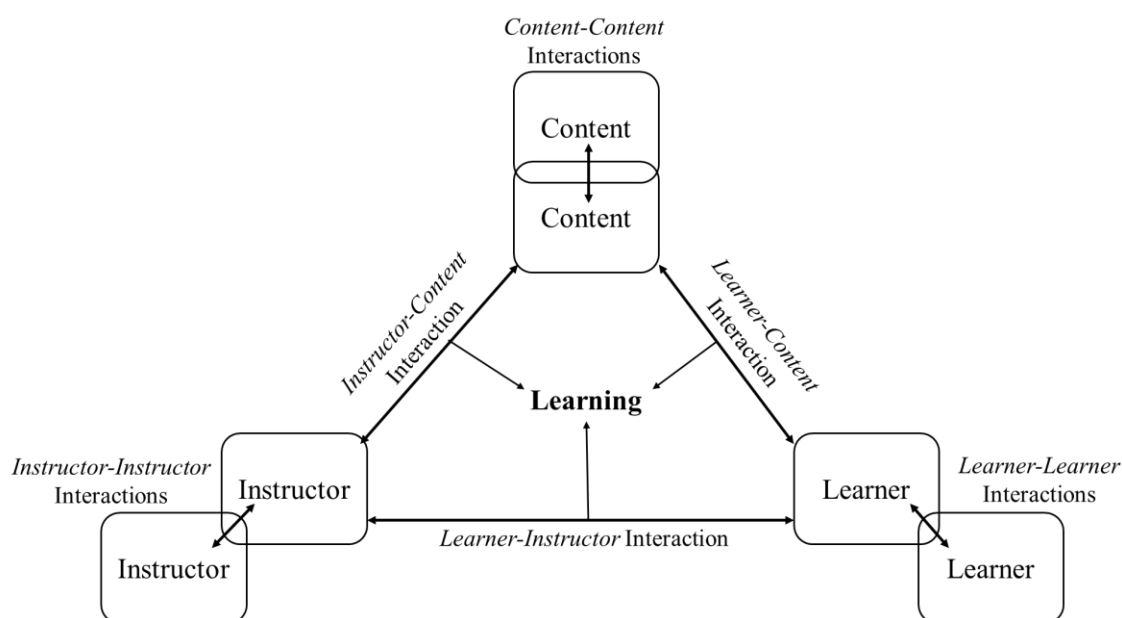 Content-Content
Interactions
Content
Content
Instructor-Content
Interaction
Learner-Content
Interaction
Learning
Instructor-Instructor
Interactions
Instructor
Instructor
Learner-Instructor Interaction
Learner
Learner-Learner
Interactions
Learner